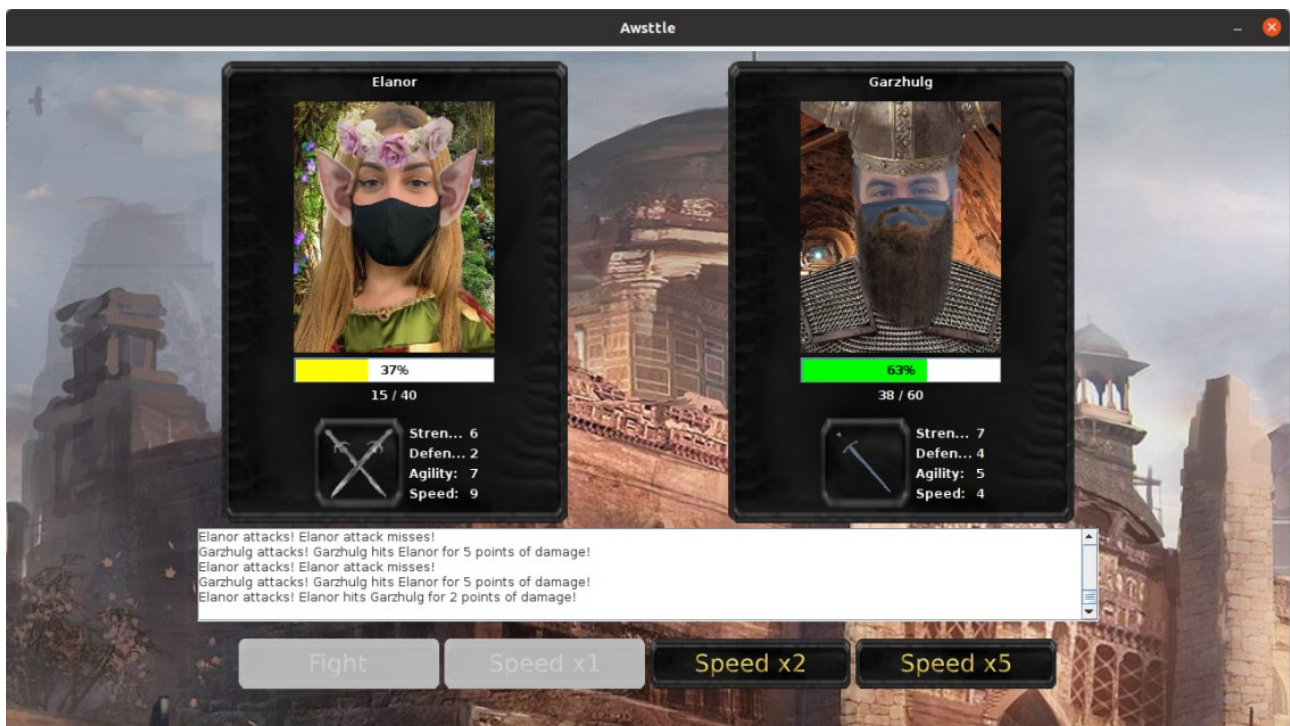 Awsttle
Elanor
37%
15 / 40
Stren... 6
Defen... 2
Agility: 7
Speed: 9
Garzhulg
63%
38 / 60
Stren... 7
Defen... 4
Agility: 5
Speed: 4
Elanor attacks! Elanor attack misses!
Garzhulg attacks! Garzhulg hits Elanor for 5 points of damage!
Elanor attacks! Elanor attack misses!
Garzhulg attacks! Garzhulg hits Elanor for 5 points of damage!
Elanor attacks! Elanor hits Garzhulg for 2 points of damage!
Fight
Speed x1
Speed x2
Speed x5